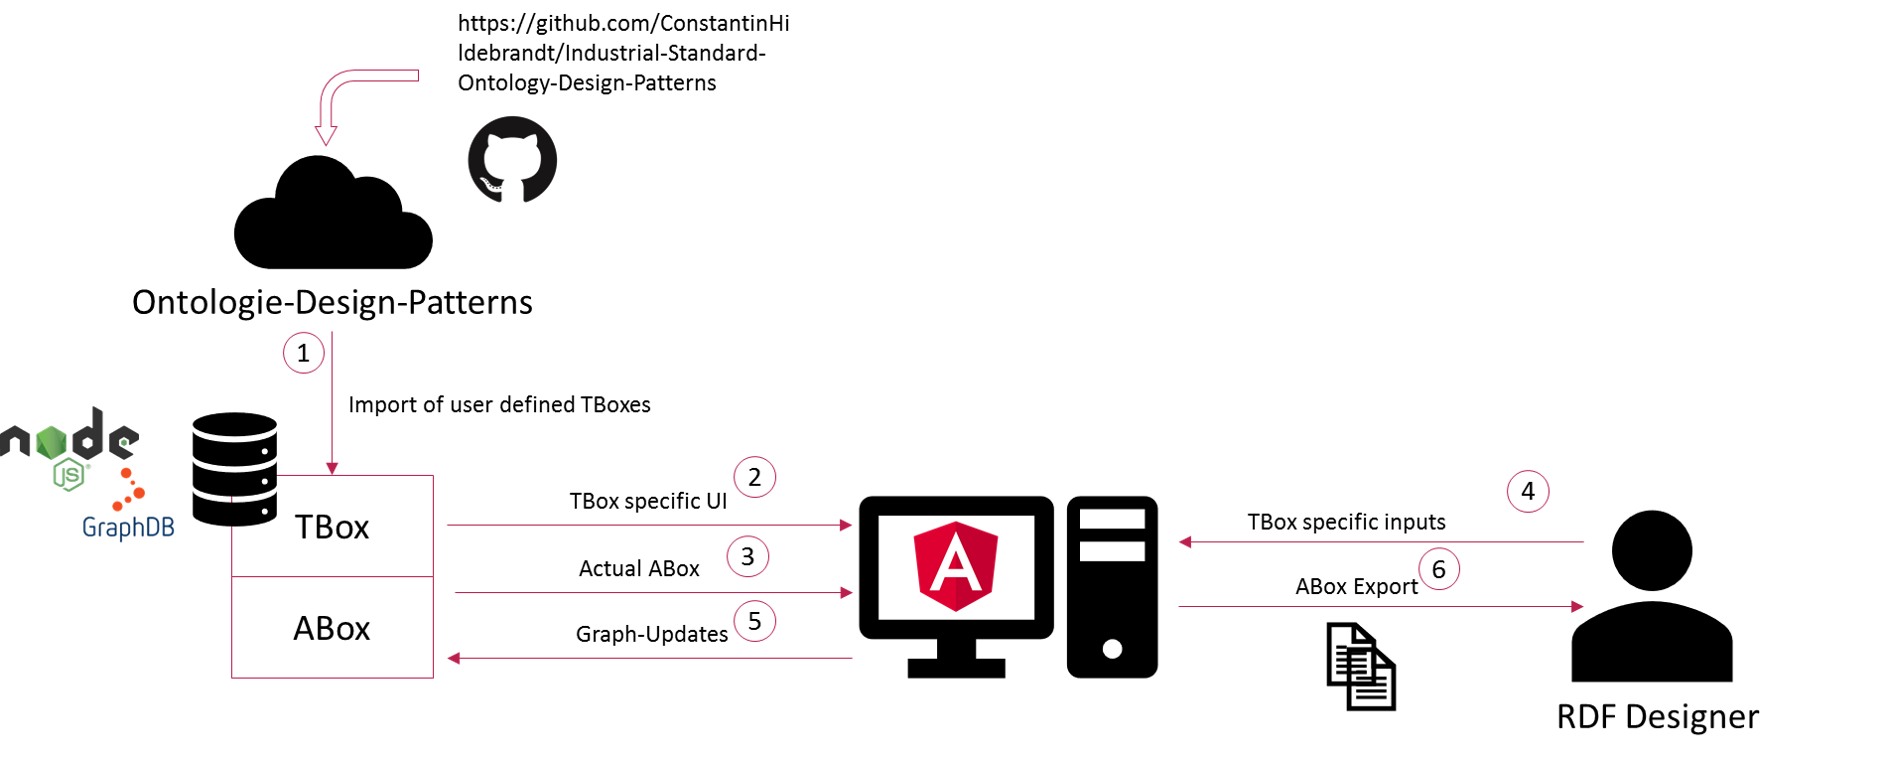 https://github.com/ConstantinHi
ldebrandt/Industrial-Standard-
Ontology-Design-Patterns
Ontologie-Design-Patterns
1
Import of user defined TBoxes
node
JS
GraphDB
TBox
ABox
TBox specific UI
2
Actual ABox
3
Graph-Updates
5
A
4
TBox specific inputs
ABox Export
6
RDF Designer